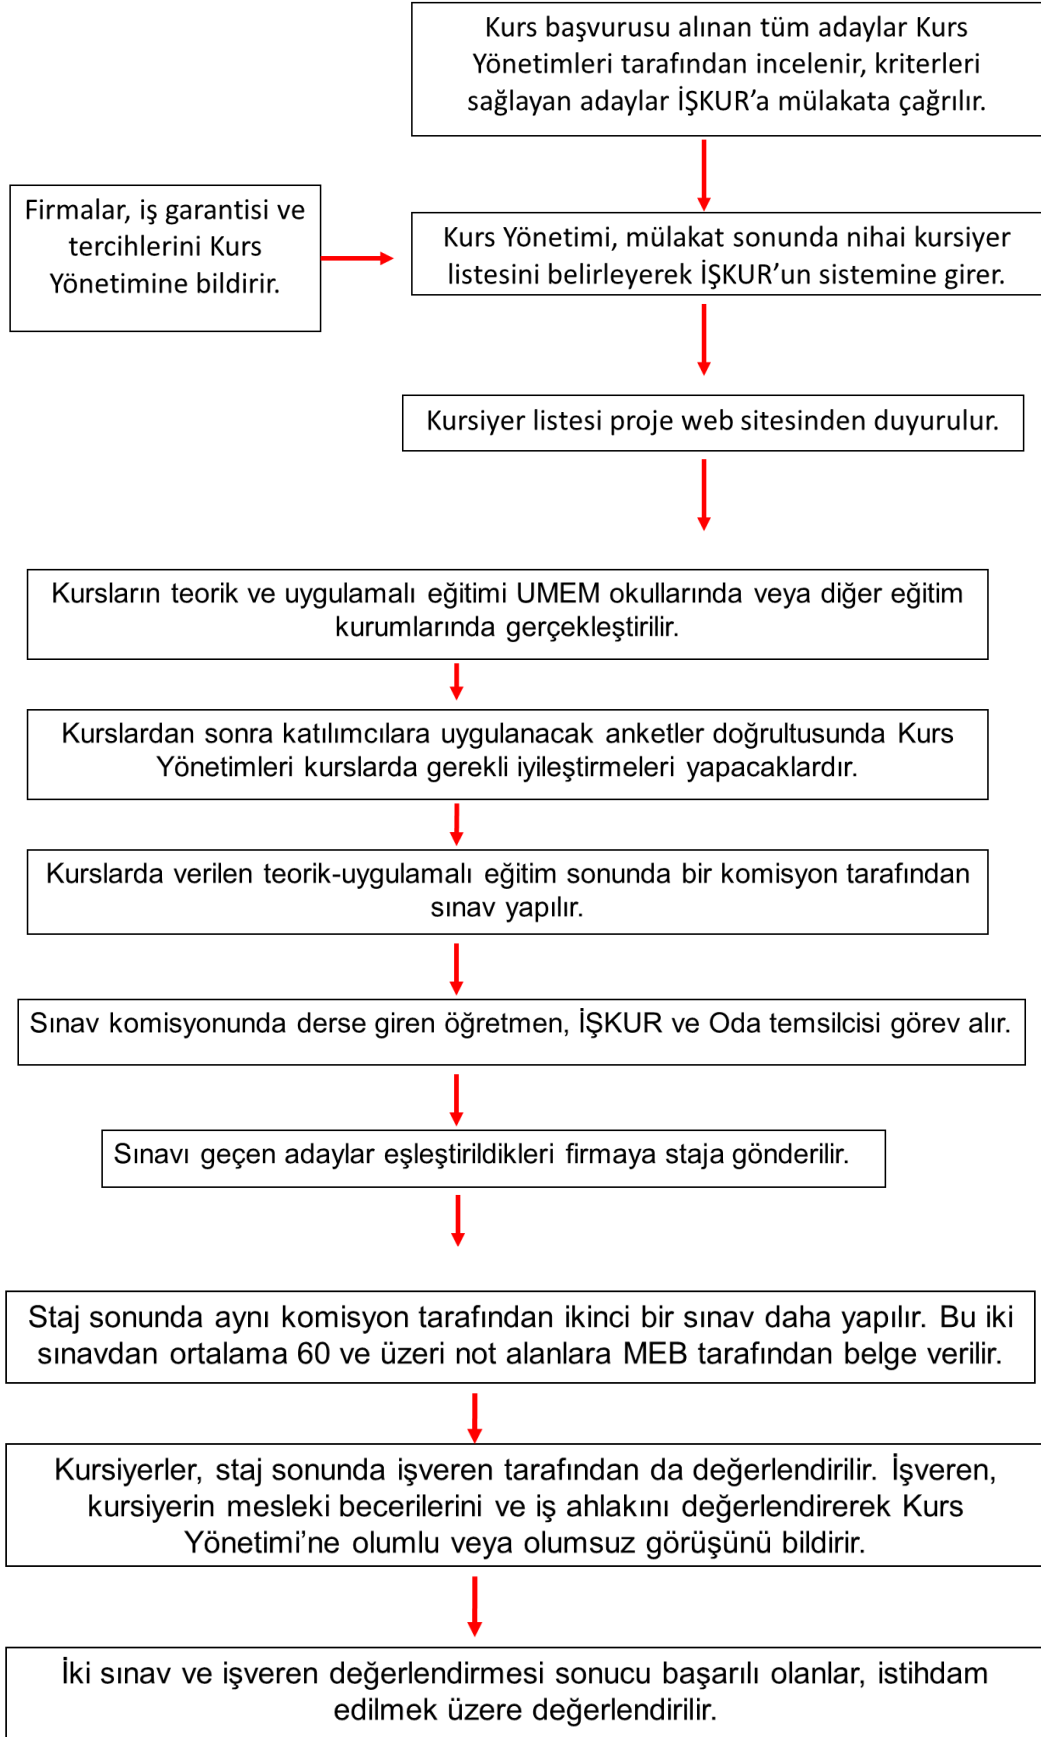 Kurs başvurusu alınan tüm adaylar Kurs
Yönetimleri tarafından incelenir, kriterleri
sağlayan adaylar İŞKUR’a mülakata çağrılır.
Firmalar, iş garantisi ve
tercihlerini Kurs
Yönetimine bildirir.
Kurs Yönetimi, mülakat sonunda nihai kursiyer
listesini belirleyerek İŞKUR’un sistemine girer.
Kursiyer listesi proje web sitesinden duyurulur.
Kursların teorik ve uygulamalı eğitimi UMEM okullarında veya diğer eğitim
kurumlarında gerçekleştirilir.
Kurslardan sonra katılımcılara uygulanacak anketler doğrultusunda Kurs
Yönetimleri kurslarda gerekli iyileştirmeleri yapacaklardır.
Kurslarda verilen teorik-uygulamalı eğitim sonunda bir komisyon tarafından
sınav yapılır.
Sınav komisyonunda derse giren öğretmen, İŞKUR ve Oda temsilcisi görev alır.
Sınavı geçen adaylar eşleştirildikleri firmaya staja gönderilir.
Staj sonunda aynı komisyon tarafından ikinci bir sınav daha yapılır. Bu iki
sınavdan ortalama 60 ve üzeri not alanlara MEB tarafından belge verilir.
Kursiyerler, staj sonunda işveren tarafından da değerlendirilir. İşveren,
kursiyerin mesleki becerilerini ve iş ahlakını değerlendirerek Kurs
Yönetimi’ne olumlu veya olumsuz görüşünü bildirir.
İki sınav ve işveren değerlendirmesi sonucu başarılı olanlar, istihdam
edilmek üzere değerlendirilir.